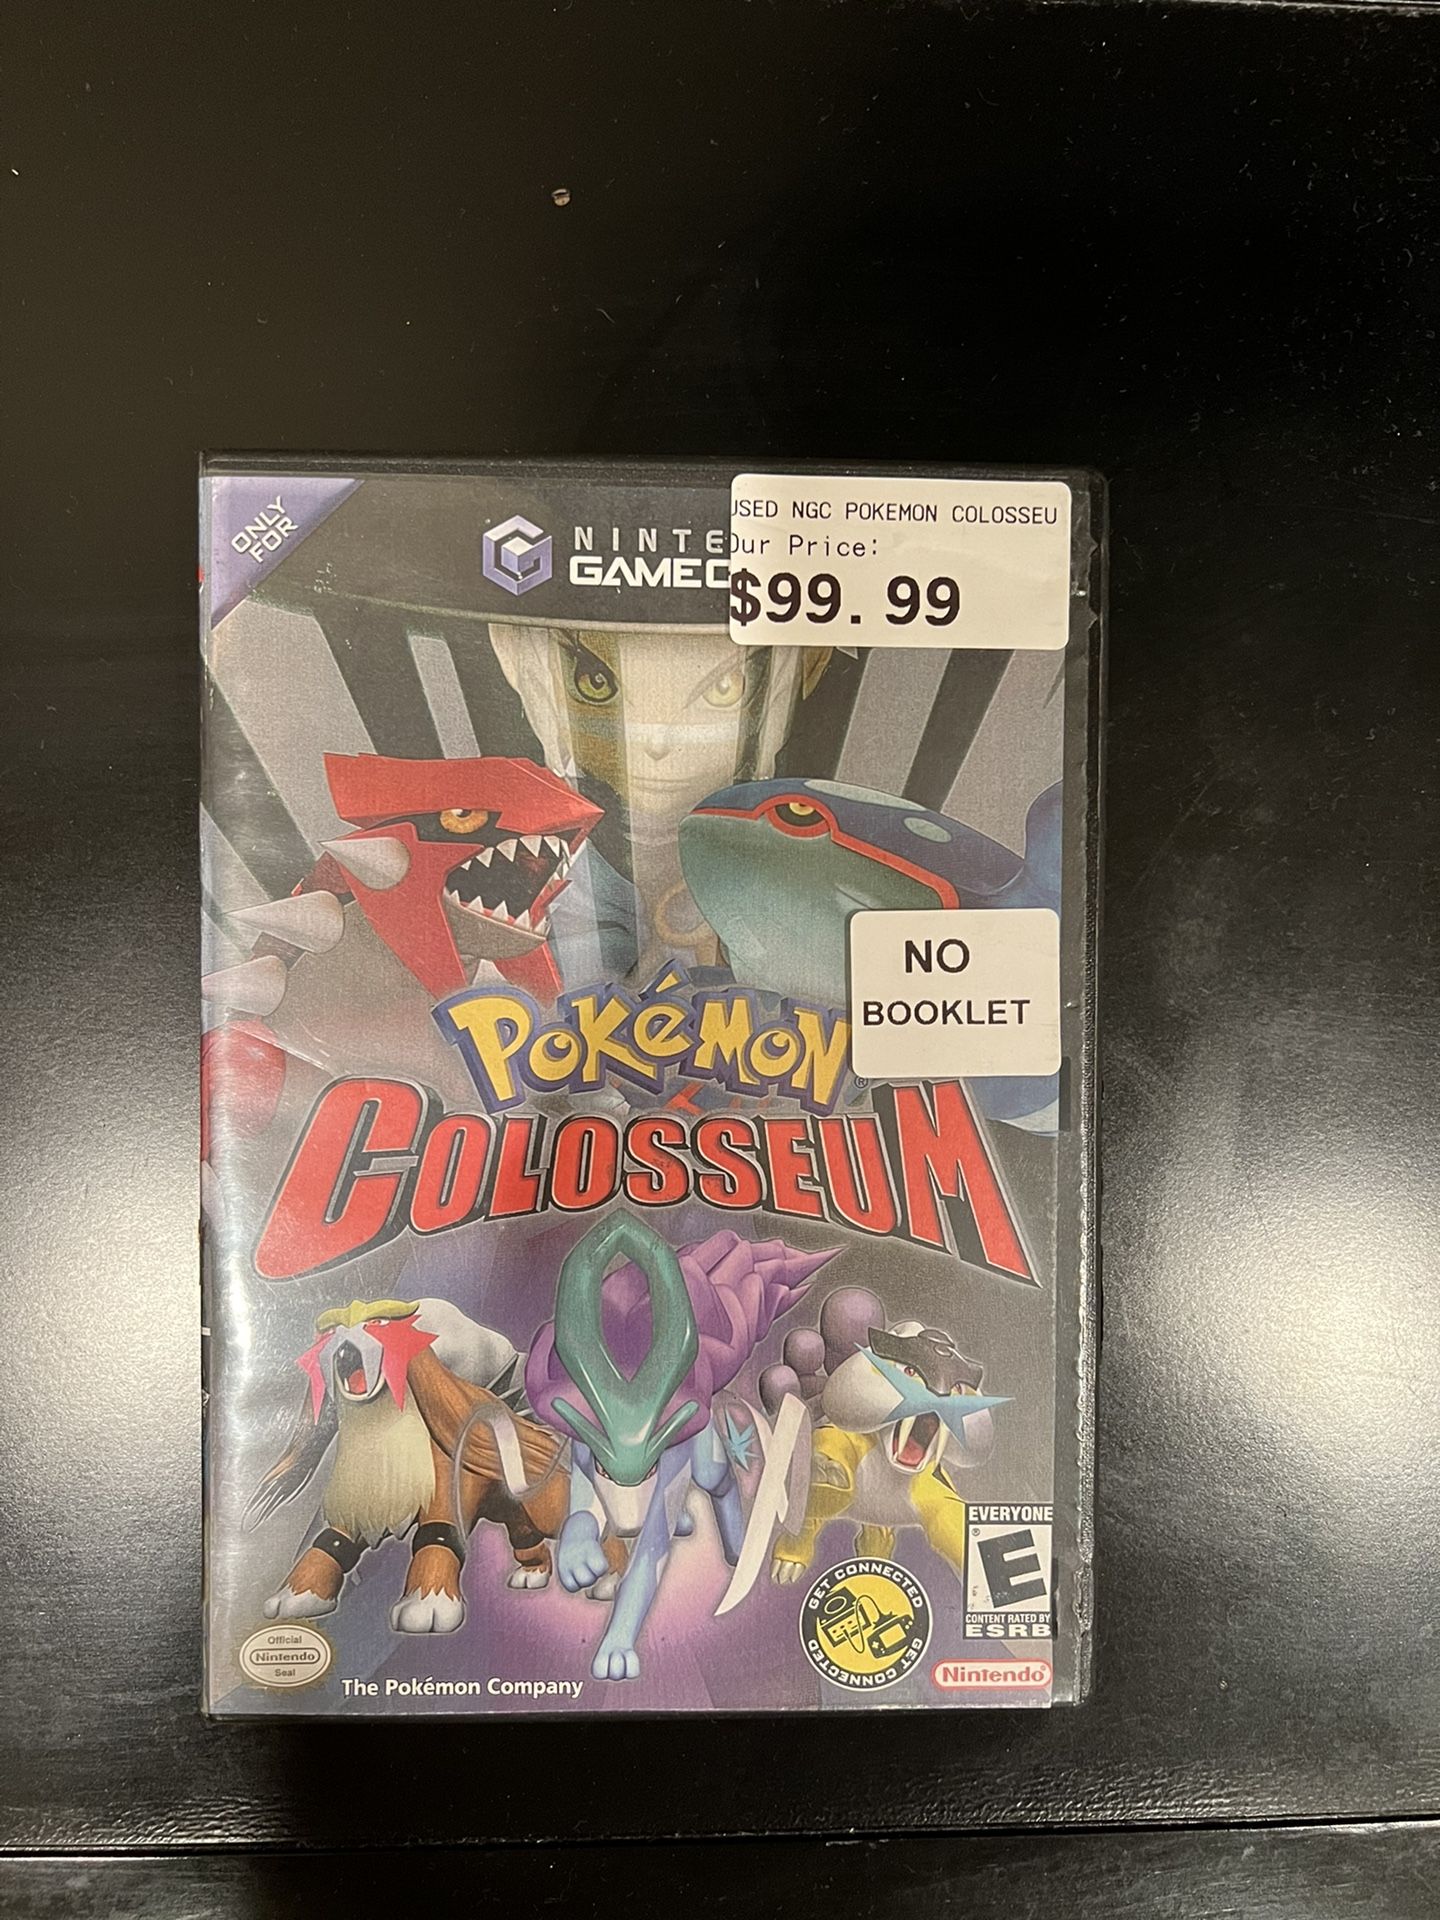 ONLY
FOR
NINTE
GAMEC
USED NGC POKEMON COLOSSEU
Our Price:
$99.99
NO
BOOKLET
POKéMON®
COLOSSEUM
EVERYONE
E
CONTENT RATED BY
ESRB
GET CONNECTED
GET CONNECTED
Official
Nintendo
Seal
The Pokémon Company
Nintendo®